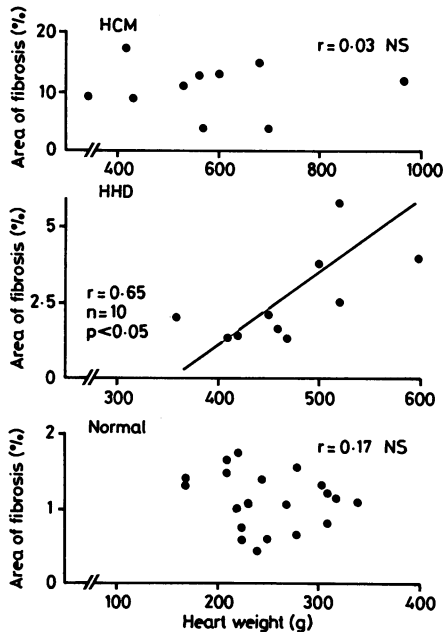 20
HCM
r=0·03 NS
10
0
400 600 800 1000
Area of fibrosis (%)
HHD
5
2·5
0
r=0·65
n=10
p<0·05
300 400 500 600
Area of fibrosis (%)
2
Normal
r=0·17 NS
1
0
100 200 300 400
Area of fibrosis (%)
Heart weight (g)